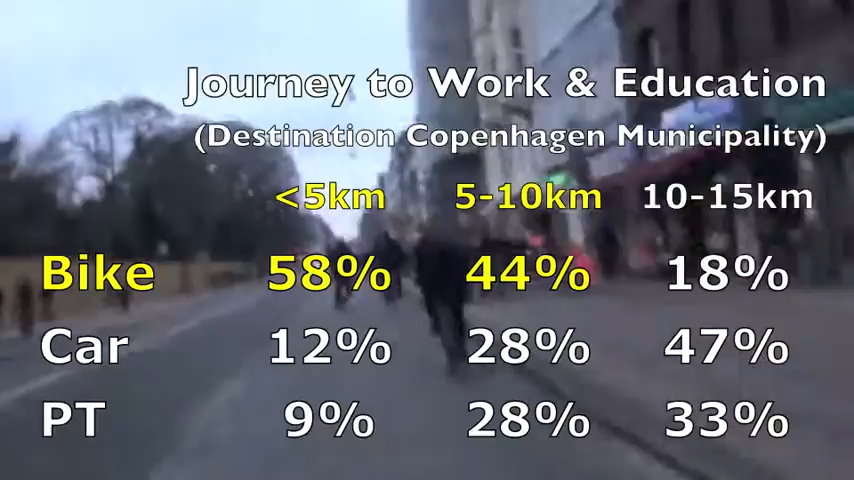 Journey to Work & Education
(Destination Copenhagen Municipality)
<5km 5-10km 10-15km
Bike 58% 44% 18%
Car 12% 28% 47%
PT 9% 28% 33%